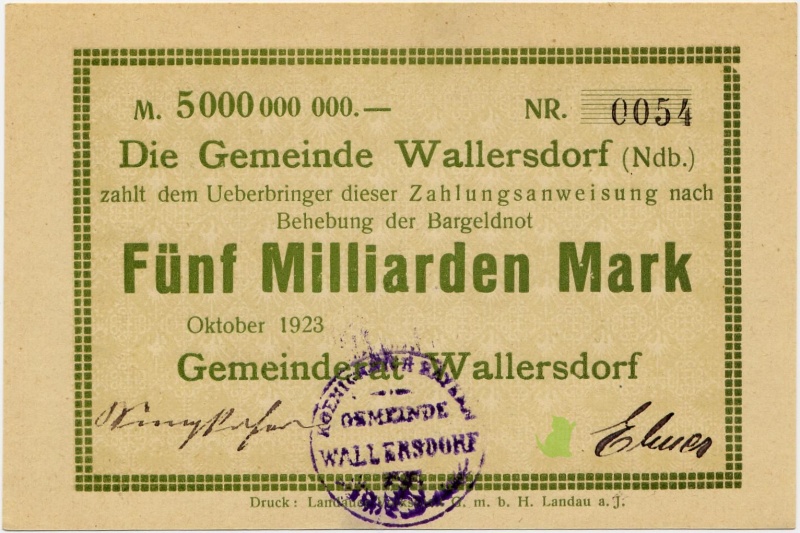 M. 5000 000 000.—
NR. 0054
Die Gemeinde Wallersdorf (Ndb.)
zahlt dem Ueberbringer dieser Zahlungsanweisung nach
Behebung der Bargeldnot
Fünf Milliarden Mark
Oktober 1923
Gemeinderat Wallersdorf
GEMEINDE
WALLERSDORF
Druck: G. m. b. H. Landau a. J.